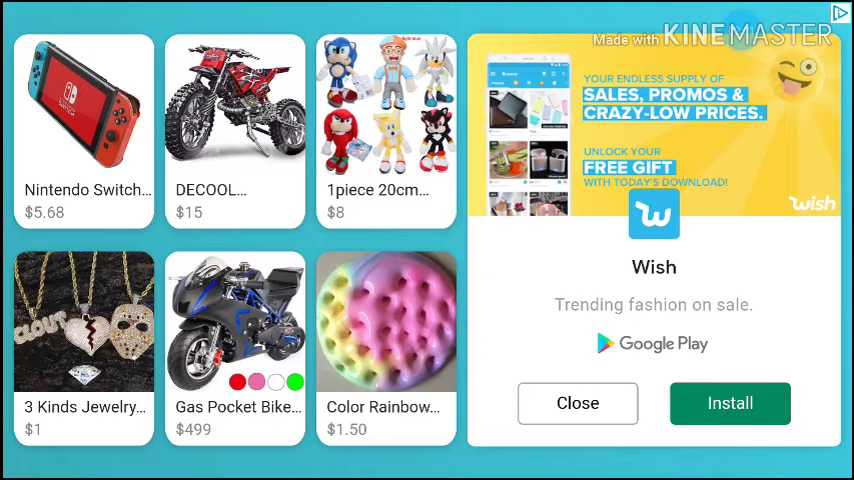 Made with KINEMASTER
Nintendo Switch...
$5.68
DECOOL...
$15
1piece 20cm...
$8
CLOUT
3 Kinds Jewelry...
$1
Gas Pocket Bike...
$499
Color Rainbow...
$1.50
YOUR ENDLESS SUPPLY OF
SALES, PROMOS &
CRAZY-LOW PRICES.
UNLOCK YOUR
FREE GIFT
WITH TODAY'S DOWNLOAD!
wish
Wish
Trending fashion on sale.
Google Play
Close
Install